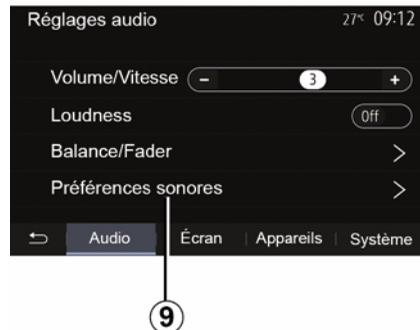 Réglages audio 27°C 09:12
Volume/Vitesse - 3 +
Loudness Off
Balance/Fader >
Préférences sonores >
Audio Écran Appareils Système
9